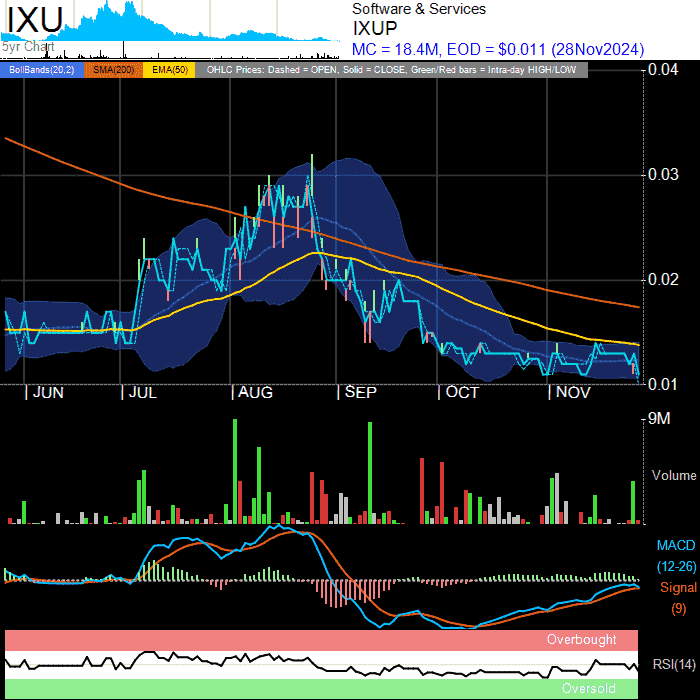 IXU
5yr Chart
Software & Services
IXUP
MC = 18.4M, EOD = $0.011 (28Nov2024)
BollBands(20,2) SMA(200) EMA(50) OHLC Prices: Dashed = OPEN, Solid = CLOSE, Green/Red bars = Intra-day HIGH/LOW
0.04
0.03
0.02
0.01
JUN JUL AUG SEP OCT NOV
9M
Volume
MACD
(12-26)
Signal
(9)
Overbought
RSI(14)
Oversold